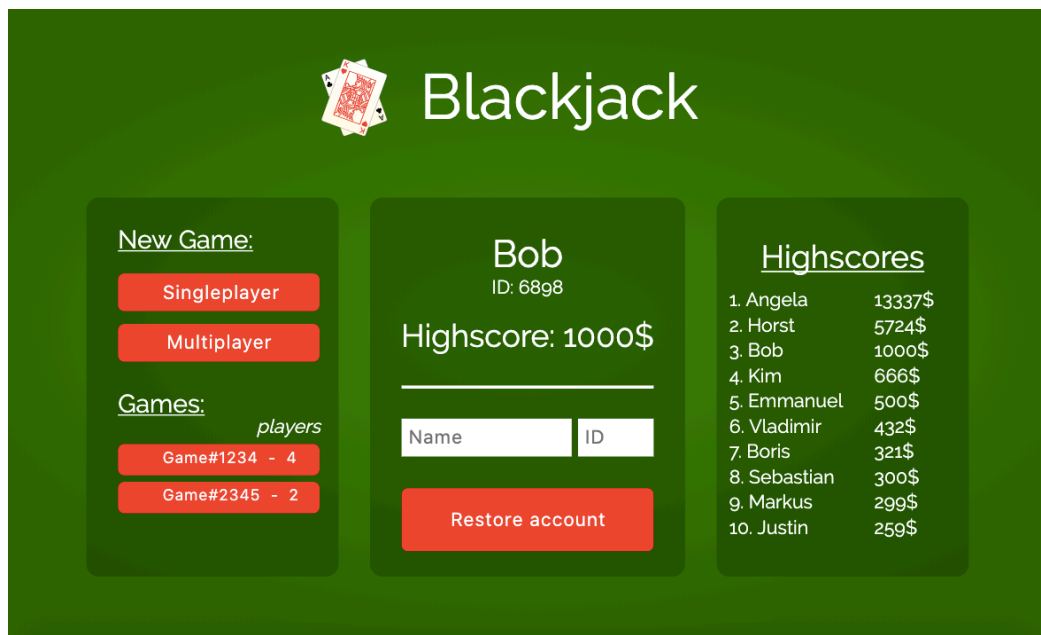 Blackjack
New Game:
Singleplayer
Multiplayer
Games:
players
Game#1234 - 4
Game#2345 - 2
Bob
ID: 6898
Highscore: 1000$
Name
ID
Restore account
Highscores
1. Angela 13337$
2. Horst 5724$
3. Bob 1000$
4. Kim 666$
5. Emmanuel 500$
6. Vladimir 432$
7. Boris 321$
8. Sebastian 300$
9. Markus 299$
10. Justin 259$